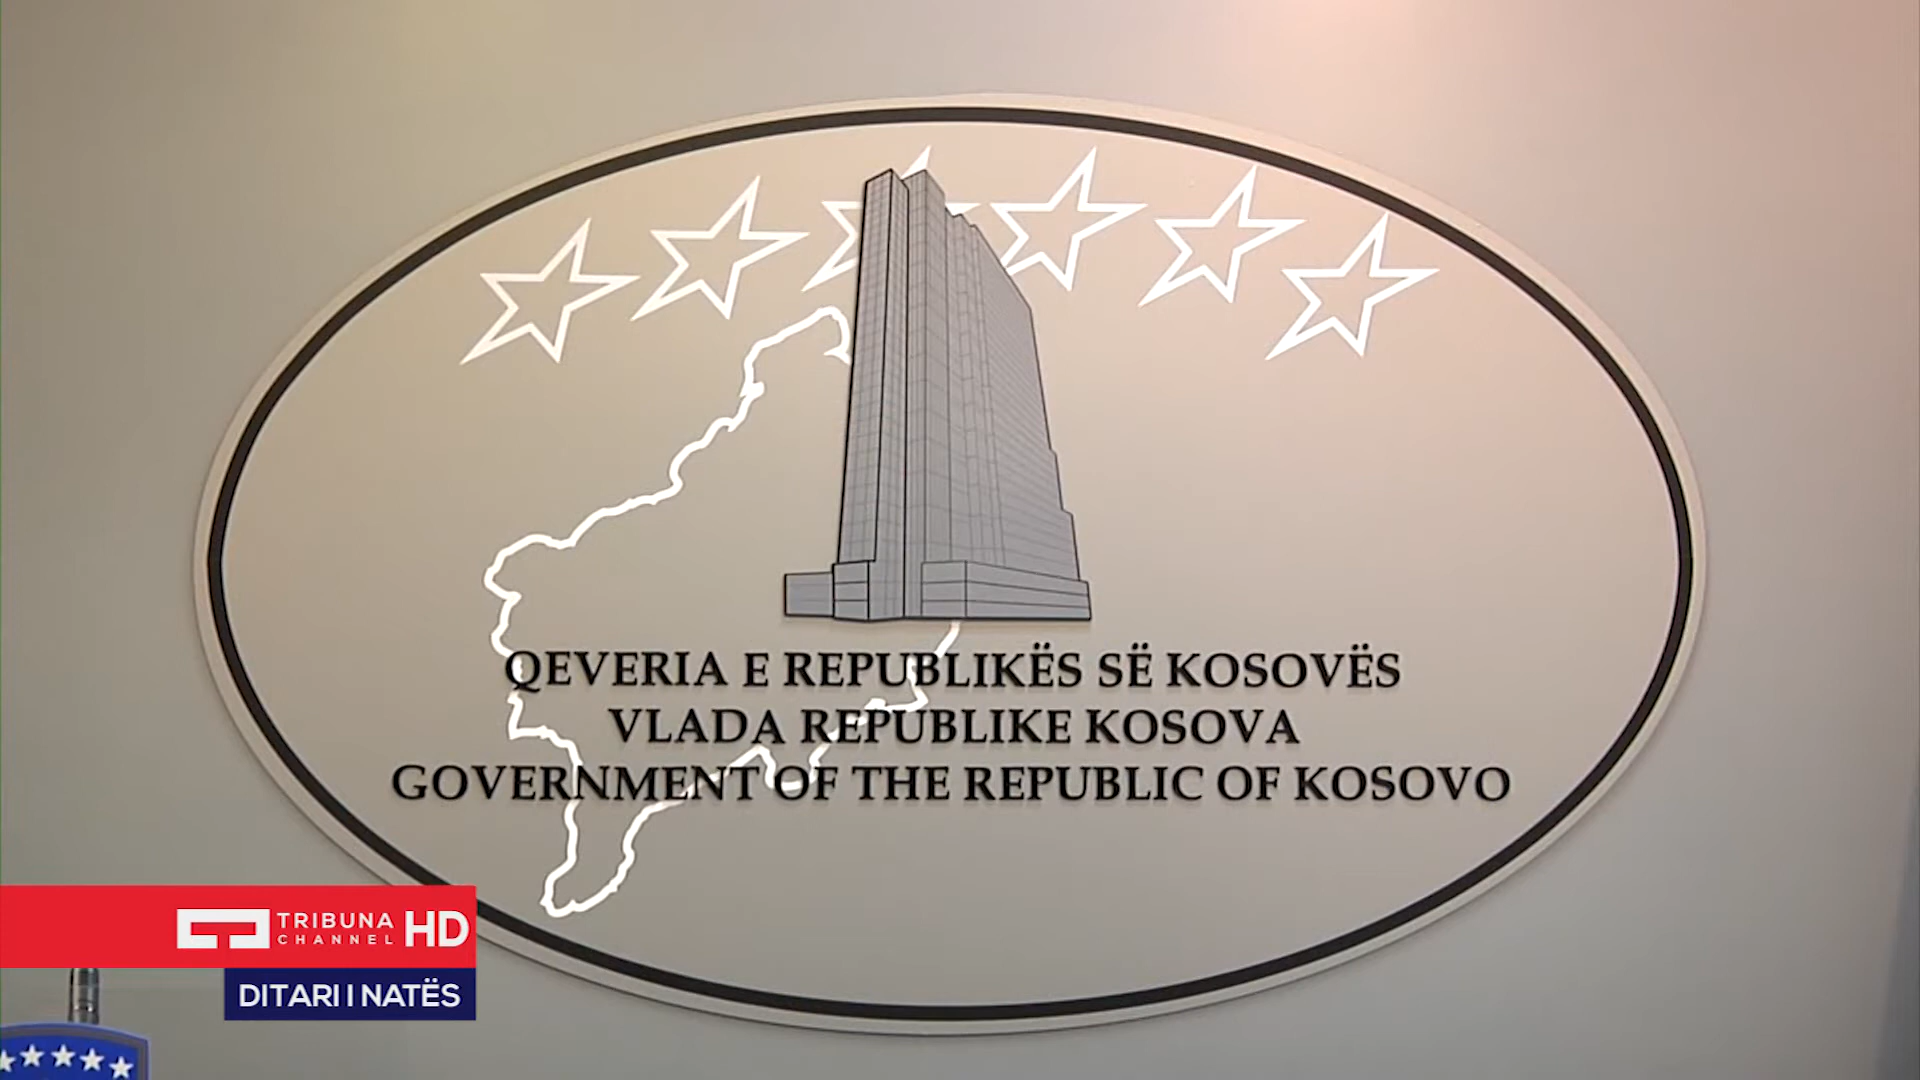 QEVERIA E REPUBLIKËS SË KOSOVËS
VLADA REPUBLIKE KOSOVA
GOVERNMENT OF THE REPUBLIC OF KOSOVO
TRIBUNA
CHANNEL
HD
DITARI I NATËS